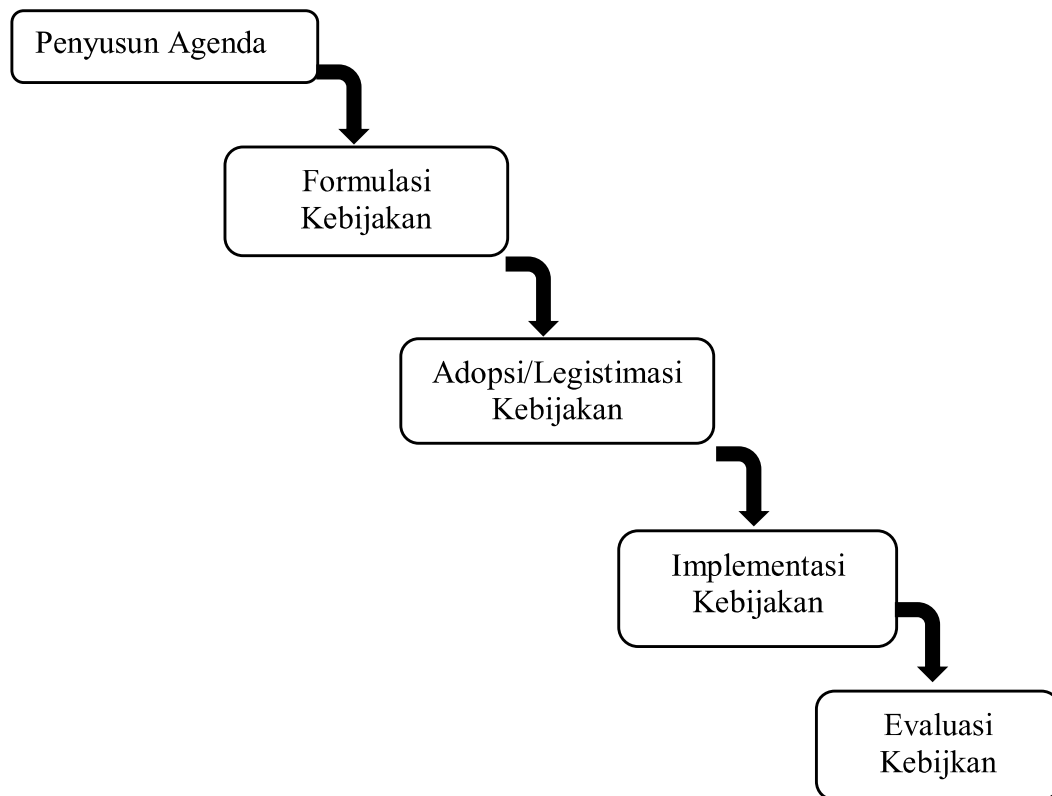 Penyusun Agenda
Formulasi
Kebijakan
Adopsi/Legistimasi
Kebijakan
Implementasi
Kebijakan
Evaluasi
Kebijkan